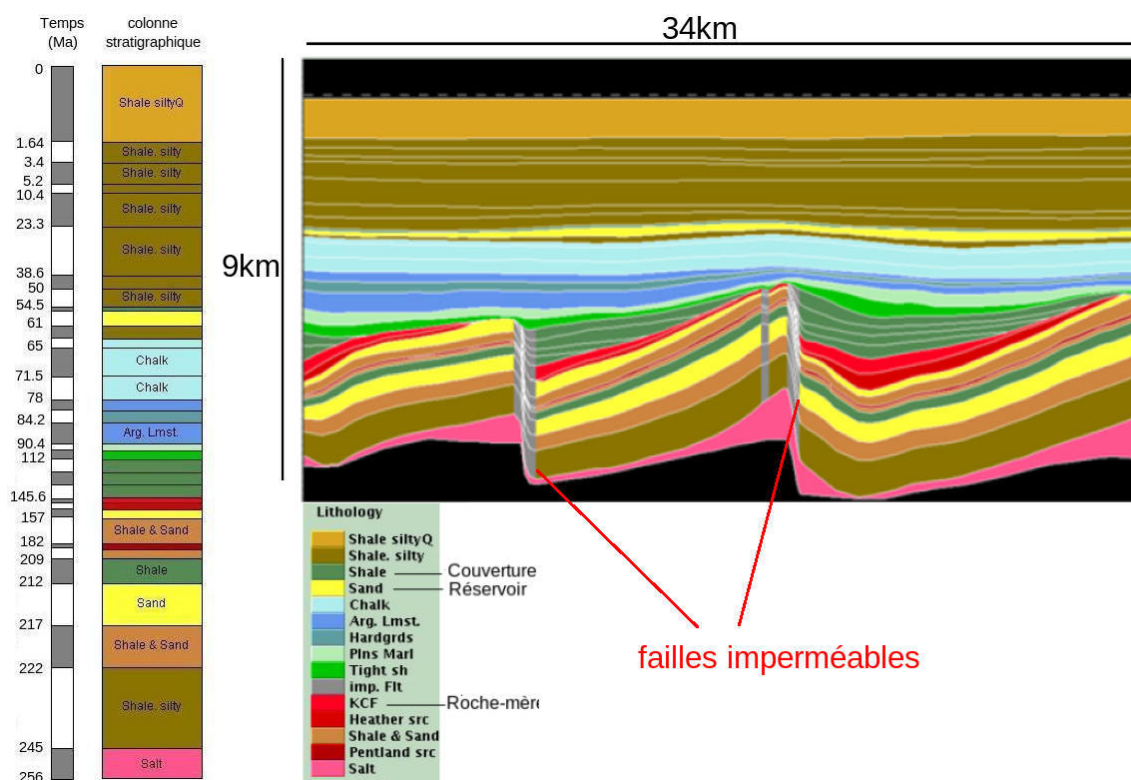 Temps
(Ma)
colonne
stratigraphique
34km
9km
0
1.64
3.4
5.2
10.4
23.3
38.6
50
54.5
61
65
71.5
78
84.2
90.4
112
145.6
157
182
209
212
217
222
245
256
Shale siltyQ
Shale. silty
Shale. silty
Shale. silty
Shale. silty
Shale. silty
Chalk
Chalk
Arg. Lmst.
Shale & Sand
Shale
Sand
Shale & Sand
Shale. silty
Salt
Lithology
Shale siltyQ
Shale. silty
Shale Couverture
Sand Réservoir
Chalk
Arg. Lmst.
Hardgrds
Plns Marl
Tight sh
imp. Flt
KCF Roche-mère
Heather src
Shale & Sand
Pentland src
Salt
failles imperméables